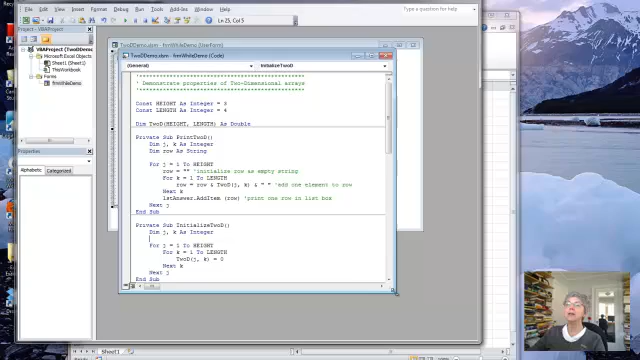 File Edit View Insert Format Debug Run Tools Add-Ins Window Help
Type a question for help
Ln 25, Col 5
Project - VBAProject
VBAProject (TwoDDemo.xlsm)
Microsoft Excel Objects
Sheet1 (Sheet1)
ThisWorkbook
Forms
frmWhileDemo
Properties
Alphabetic Categorized
TwoDDemo.xlsm - frmWhileDemo (UserForm)
TwoDDemo.xlsm - frmWhileDemo (Code)
(General) InitializeTwoD
' Demonstrate properties of Two-Dimensional arrays
Const HEIGHT As Integer = 3
Const LENGTH As Integer = 4
Dim TwoD(HEIGHT, LENGTH) As Double
Private Sub PrintTwoD()
Dim j, k As Integer
Dim row As String
For j = 1 To HEIGHT
row = "" 'initialize row as empty string
For k = 1 To LENGTH
row = row & TwoD(j, k) & " " 'add one element to row
Next k
lstAnswer.AddItem (row) 'print one row in list box
Next j
End Sub
Private Sub InitializeTwoD()
Dim j, k As Integer
For j = 1 To HEIGHT
For k = 1 To LENGTH
TwoD(j, k) = 0
Next k
Next j
End Sub
Sheet1
Ready